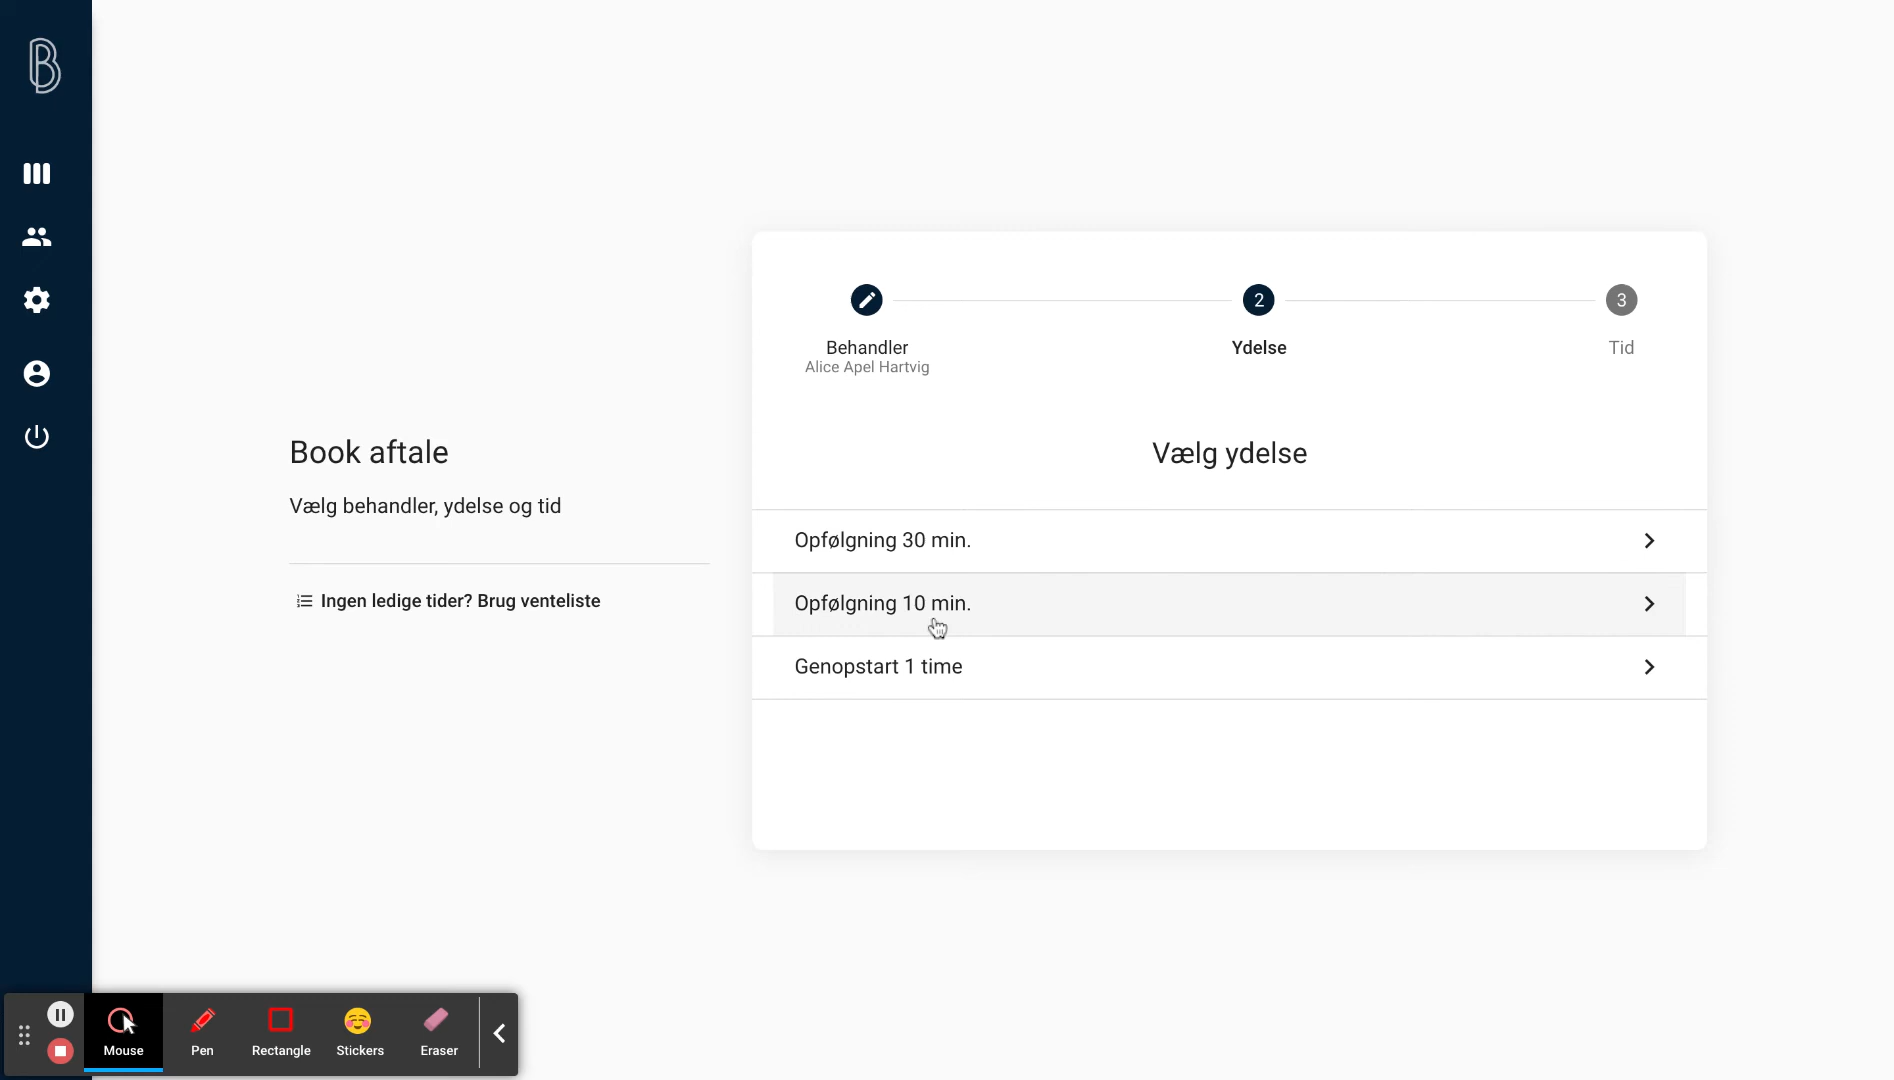 B
2
3
Behandler
Alice Apel Hartvig
Ydelse
Tid
Book aftale
Vælg behandler, ydelse og tid
Ingen ledige tider? Brug venteliste
Vælg ydelse
Opfølgning 30 min.
Opfølgning 10 min.
Genopstart 1 time
Mouse
Pen
Rectangle
Stickers
Eraser